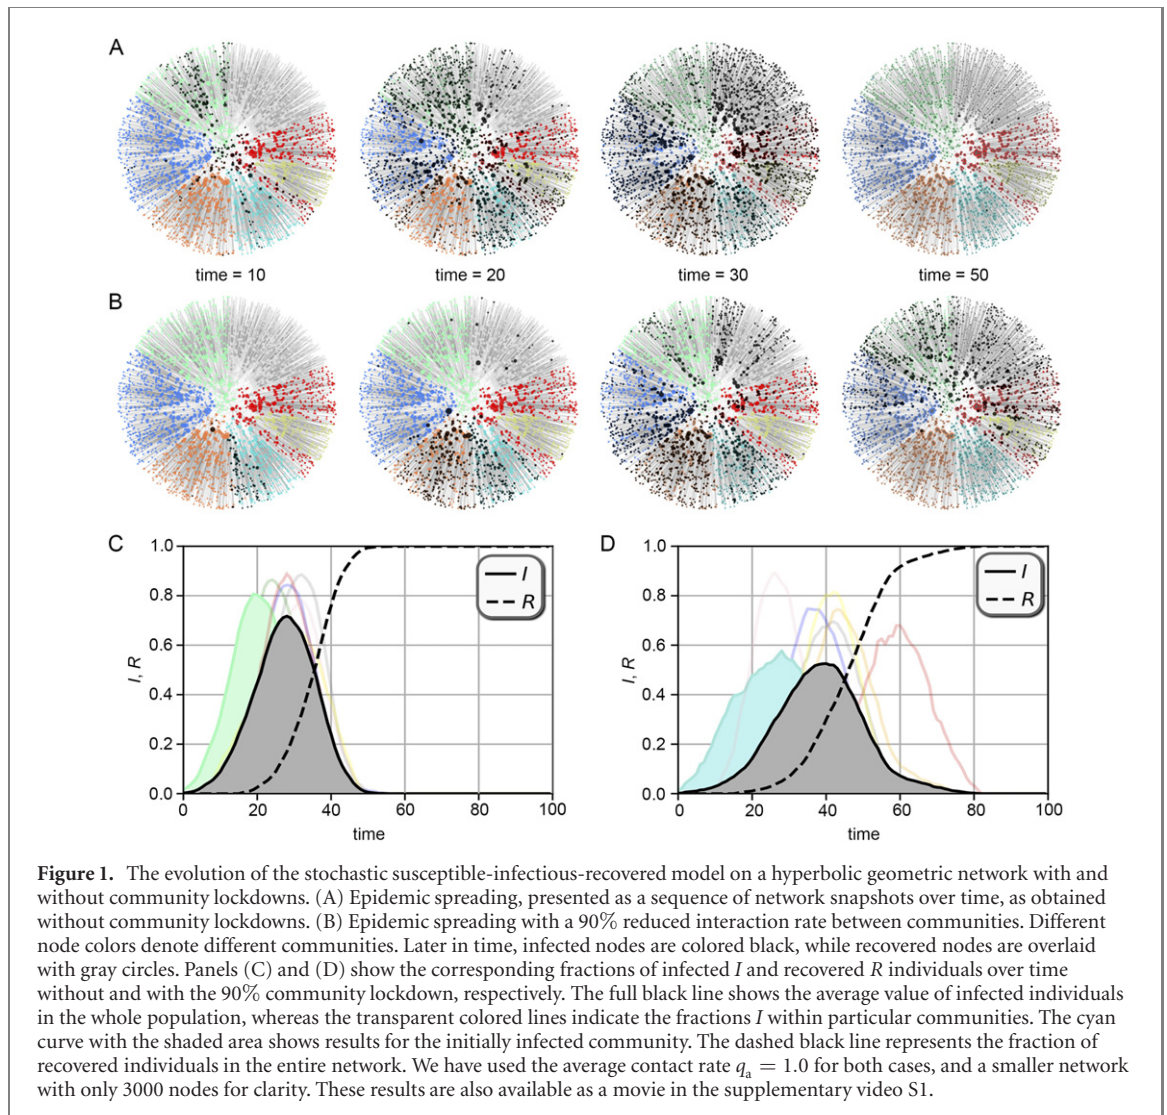 A
time = 10
time = 20
time = 30
time = 50
B
C
1.0
0.8
0.6
0.4
0.2
0.0
I, R
I
R
0
20
40
60
80
100
time
D
1.0
0.8
0.6
0.4
0.2
0.0
I, R
I
R
0
20
40
60
80
100
time
Figure 1. The evolution of the stochastic susceptible-infectious-recovered model on a hyperbolic geometric network with and
without community lockdowns. (A) Epidemic spreading, presented as a sequence of network snapshots over time, as obtained
without community lockdowns. (B) Epidemic spreading with a 90% reduced interaction rate between communities. Different
node colors denote different communities. Later in time, infected nodes are colored black, while recovered nodes are overlaid
with gray circles. Panels (C) and (D) show the corresponding fractions of infected I and recovered R individuals over time
without and with the 90% community lockdown, respectively. The full black line shows the average value of infected individuals
in the whole population, whereas the transparent colored lines indicate the fractions I within particular communities. The cyan
curve with the shaded area shows results for the initially infected community. The dashed black line represents the fraction of
recovered individuals in the entire network. We have used the average contact rate qa = 1.0 for both cases, and a smaller network
with only 3000 nodes for clarity. These results are also available as a movie in the supplementary video S1.